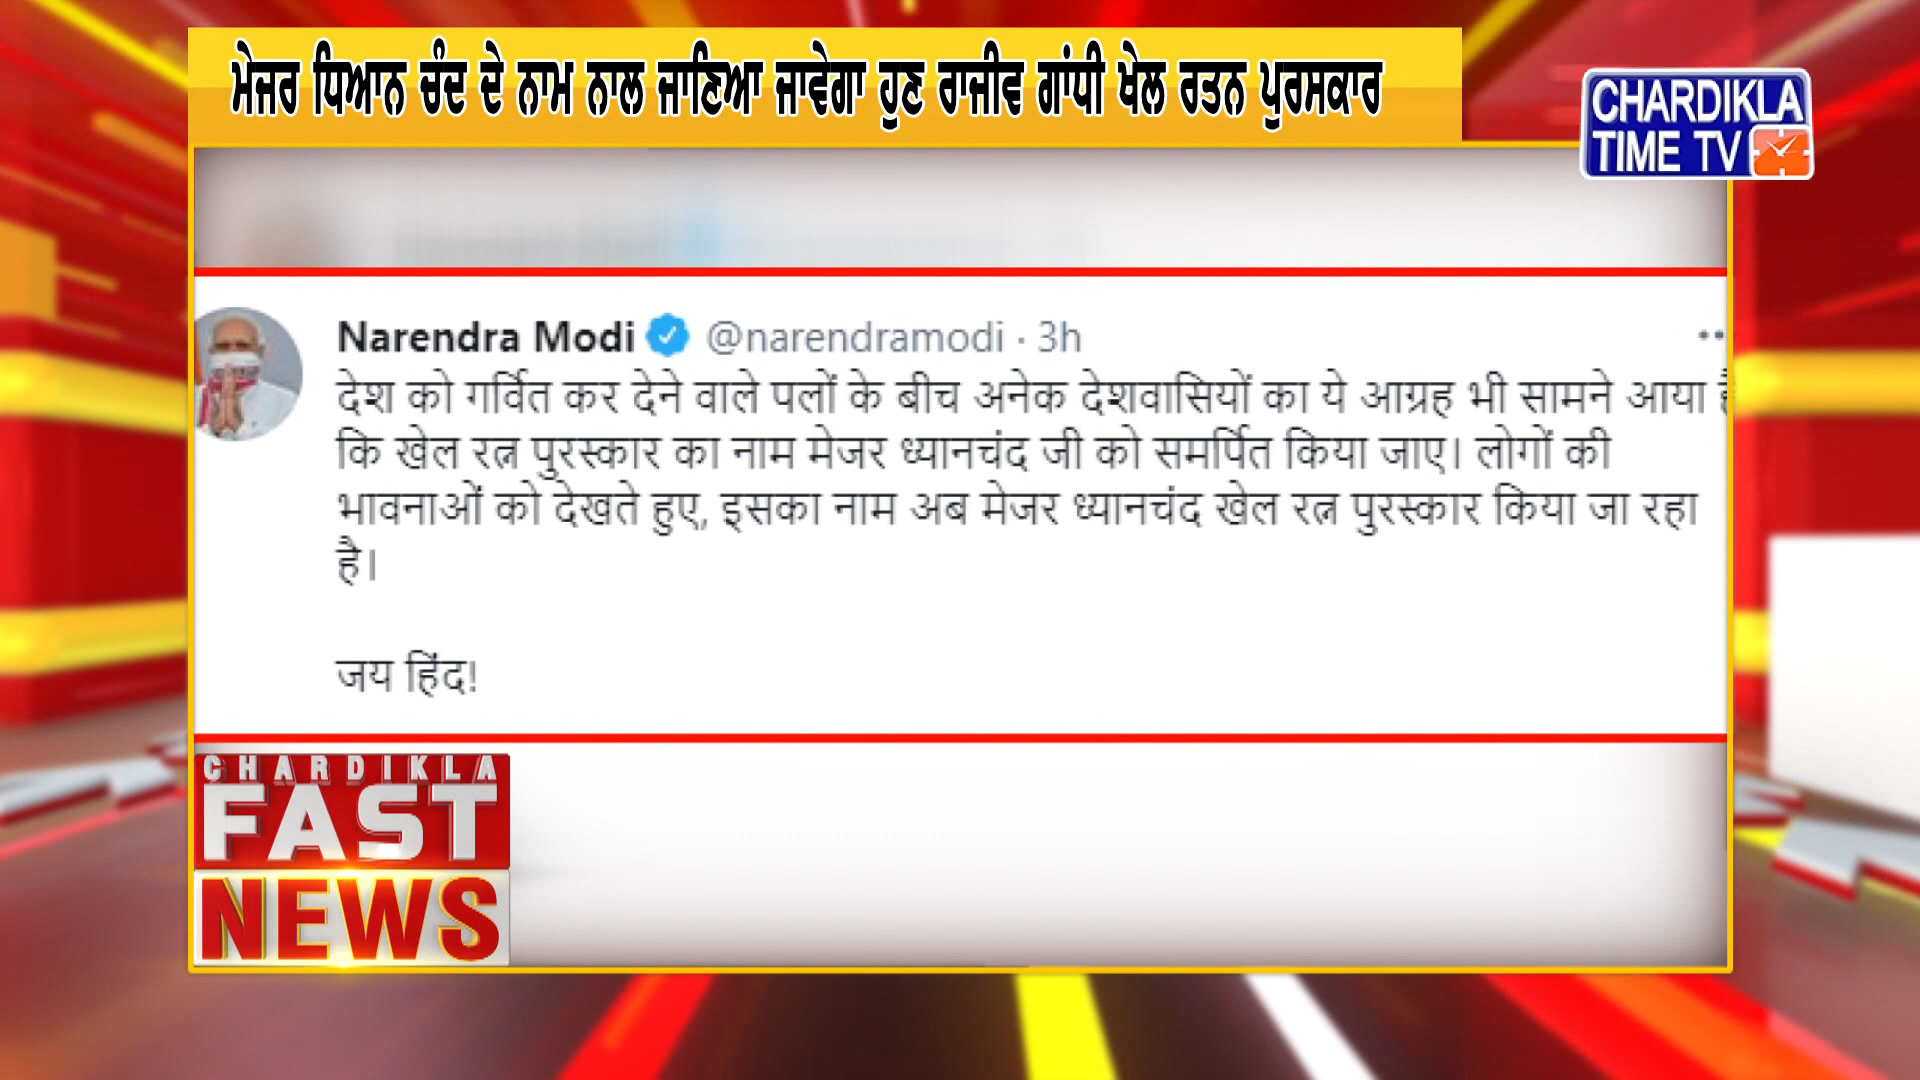 ਮੇਜਰ ਧਿਆਨ ਚੰਦ ਦੇ ਨਾਮ ਨਾਲ ਜਾਣਿਆ ਜਾਵੇਗਾ ਹੁਣ ਰਾਜੀਵ ਗਾਂਧੀ ਖੇਲ ਰਤਨ ਪੁਰਸਕਾਰ
CHARDIKLA
TIME TV
Narendra Modi @narendramodi · 3h
देश को गर्वित कर देने वाले पलों के बीच अनेक देशवासियों का ये आग्रह भी सामने आया
कि खेल रत्न पुरस्कार का नाम मेजर ध्यानचंद जी को समर्पित किया जाए। लोगों की
भावनाओं को देखते हुए, इसका नाम अब मेजर ध्यानचंद खेल रत्न पुरस्कार किया जा रहा
है।
जय हिंद!
CHARDIKLA
FAST
NEWS